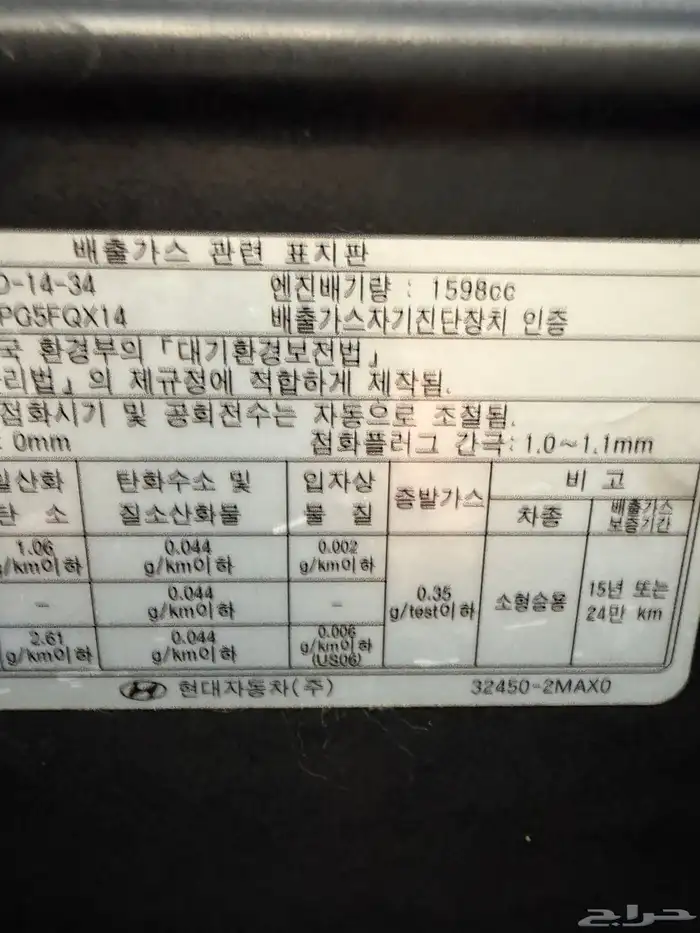 배출가스 관련 표지판
-14-34 엔진배기량 : 1598cc
PG5FQX14 배출가스자기진단장치 인증
국 환경부의 「대기환경보전법」
리법」의 제규정에 적합하게 제작됨.
점화시기 및 공회전수는 자동으로 조절됨.
: 0mm 점화플러그 간극: 1.0~1.1mm
일산화 탄화수소 및 입자상 증발가스 비 고
탄 소 질소산화물 물 질 차종 배출가스
보증기간
1.06 0.044 0.002
g/km이하 g/km이하 g/km이하
- 0.044 - 0.35 소형승용 15년 또는
g/km이하 g/test이하 24만 km
2.61 0.044 0.006
g/km이하 g/km이하 g/km이하
(US06)
현대자동차(주) 32450-2MAX0
حراج